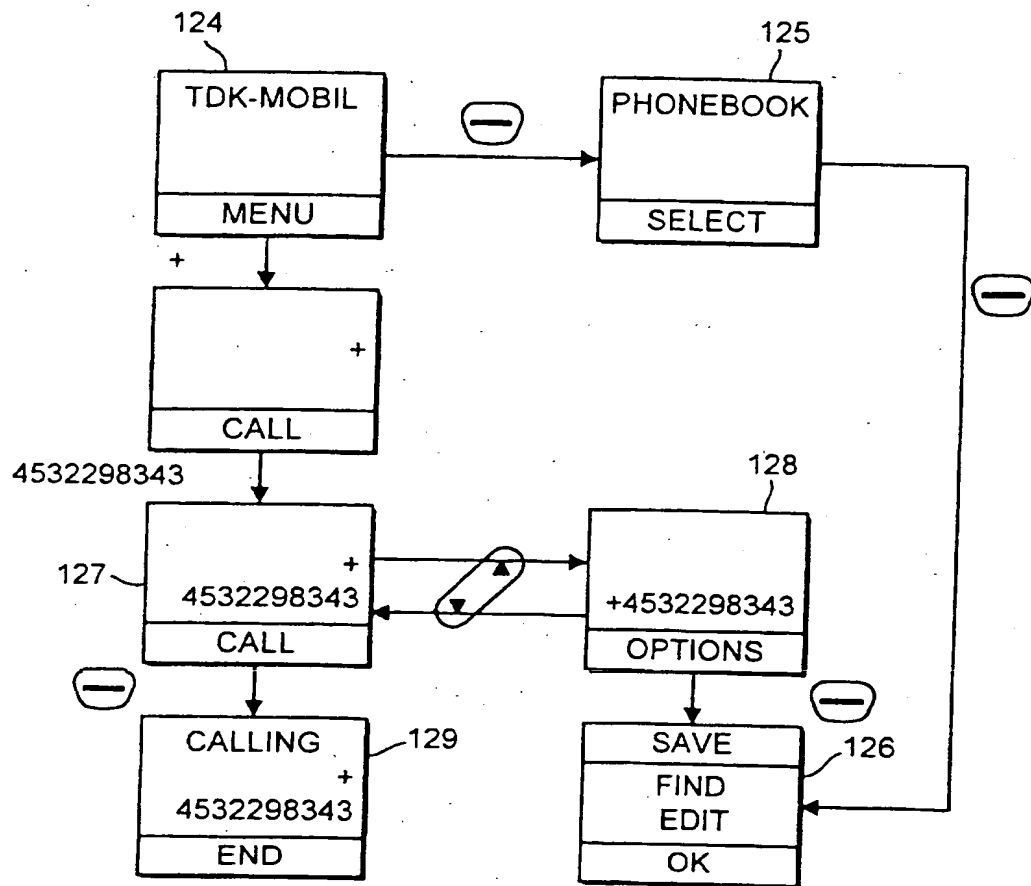 124
TDK-MOBIL
MENU
125
PHONEBOOK
SELECT
+
+
CALL
4532298343
127
+
4532298343
CALL
128
+4532298343
OPTIONS
CALLING
+
4532298343
END
129
SAVE
FIND
EDIT
OK
126